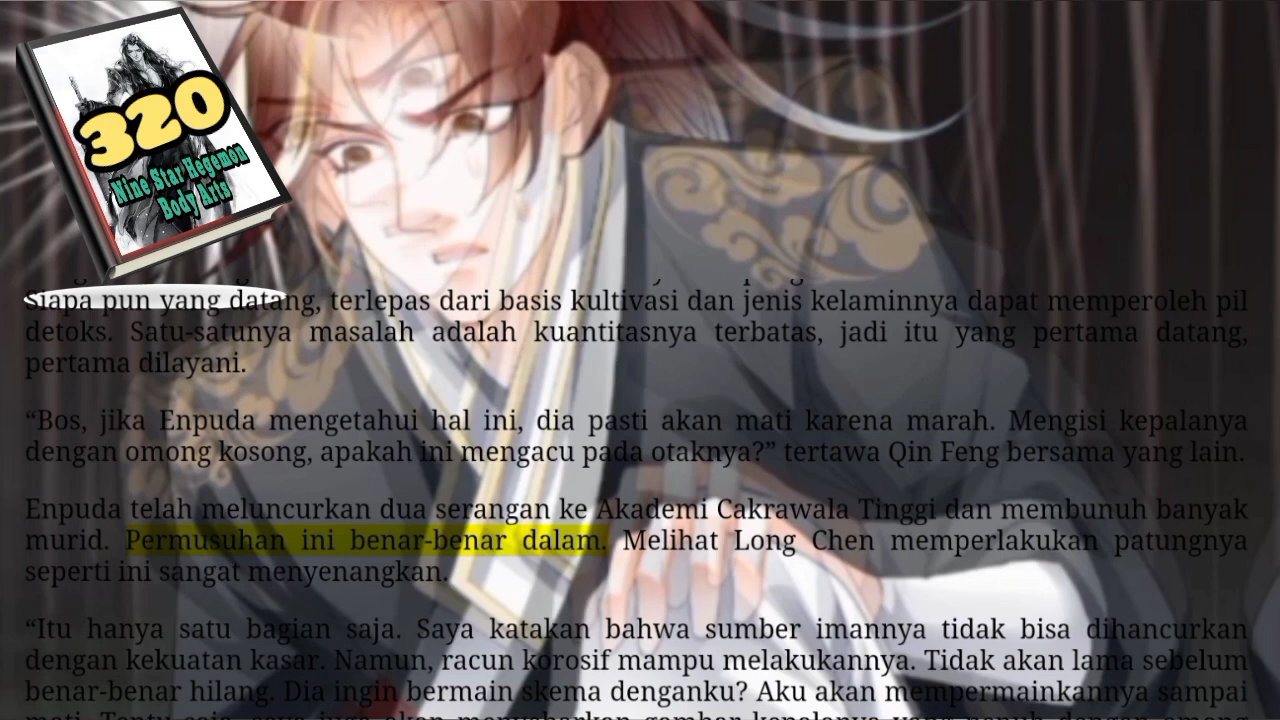 320
Nine Star Hegemon
Body Arts
Siapa pun yang datang, terlepas dari basis kultivasi dan jenis kelaminnya dapat memperoleh pil
detoks. Satu-satunya masalah adalah kuantitasnya terbatas, jadi itu yang pertama datang,
pertama dilayani.
“Bos, jika Enpuda mengetahui hal ini, dia pasti akan mati karena marah. Mengisi kepalanya
dengan omong kosong, apakah ini mengacu pada otaknya?” tertawa Qin Feng bersama yang lain.
Enpuda telah meluncurkan dua serangan ke Akademi Cakrawala Tinggi dan membunuh banyak
murid. Permusuhan ini benar-benar dalam. Melihat Long Chen memperlakukan patungnya
seperti ini sangat menyenangkan.
“Itu hanya satu bagian saja. Saya katakan bahwa sumber imannya tidak bisa dihancurkan
dengan kekuatan kasar. Namun, racun korosif mampu melakukannya. Tidak akan lama sebelum
benar-benar hilang. Dia ingin bermain skema denganku? Aku akan mempermainkannya sampai